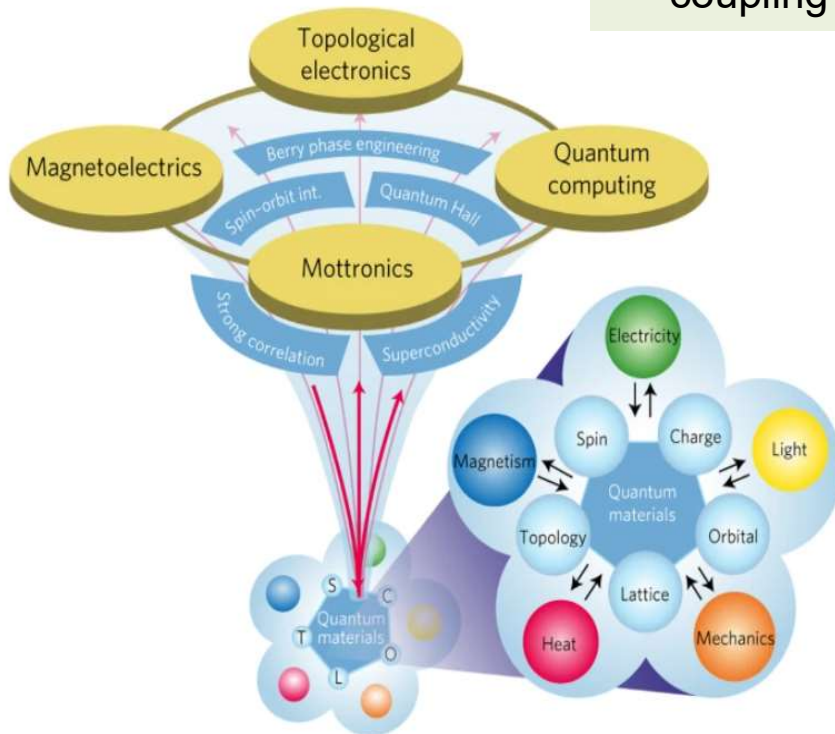 coupling
Topological
electronics
Magnetoelectrics
Berry phase engineering
Quantum
computing
Spin-orbit int.
Quantum Hall
Mottronics
Strong correlation
Superconductivity
Electricity
Spin
Charge
Magnetism
Light
Quantum
materials
Topology
Orbital
Lattice
Heat
Mechanics
S
C
Quantum
materials
T
O
L